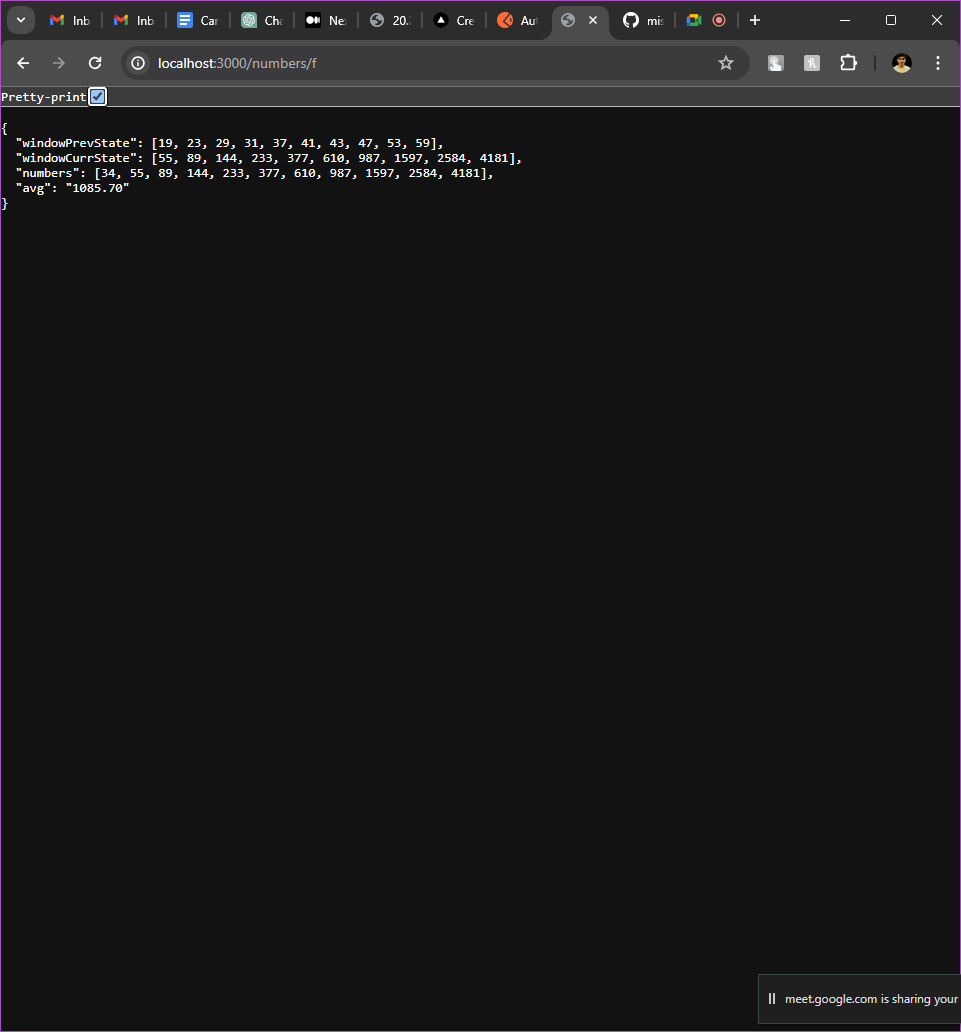 Inb
Inb
Car
Cha
Nex
20.
Cre
Aut
mis
localhost:3000/numbers/f
Pretty-print
{
"windowPrevState": [19, 23, 29, 31, 37, 41, 43, 47, 53, 59],
"windowCurrState": [55, 89, 144, 233, 377, 610, 987, 1597, 2584, 4181],
"numbers": [34, 55, 89, 144, 233, 377, 610, 987, 1597, 2584, 4181],
"avg": "1085.70"
}
meet.google.com is sharing your